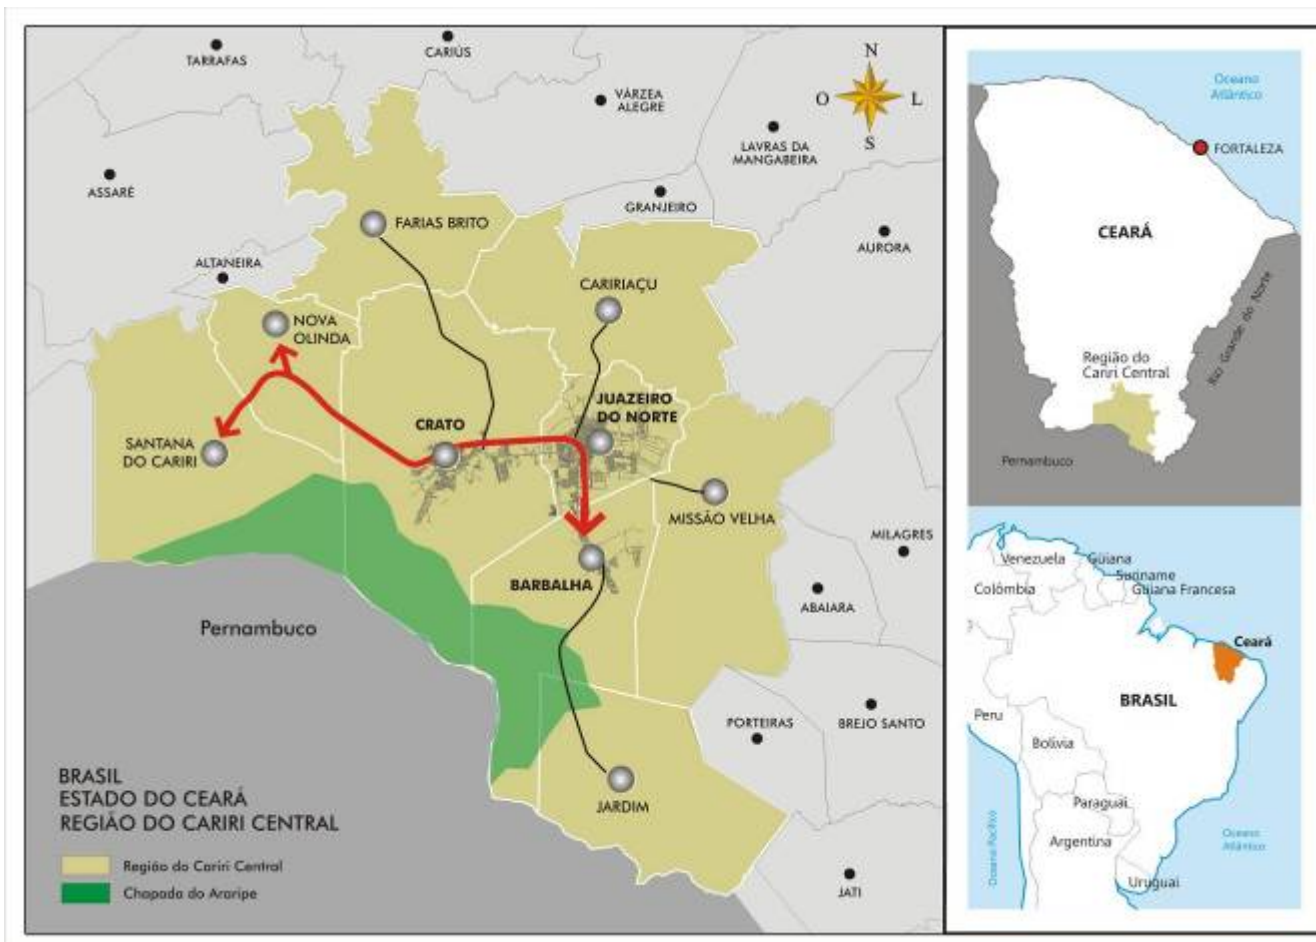 TARRAFAS
CARIÚS
VÁRZEA
ALEGRE
LAVRAS DA
MANGABEIRA
ASSARÉ
GRANJEIRO
AURORA
ALTANEIRA
FARIAS BRITO
CARIRIAÇU
NOVA
OLINDA
CRATO
JUAZEIRO
DO NORTE
SANTANA
DO CARIRI
MISSÃO VELHA
MILAGRES
BARBALHA
ABAIARA
Pernambuco
PORTEIRAS
BREJO SANTO
JARDIM
JATI
N
O
L
S
BRASIL
ESTADO DO CEARÁ
REGIÃO DO CARIRI CENTRAL
Região do Cariri Central
Chapada do Araripe
Oceano
Atlântico
FORTALEZA
CEARÁ
Rio Grande do Norte
Região do
Cariri Central
Pernambuco
Venezuela
Güiana
Suriname
Güiana Francesa
Colômbia
Ceará
BRASIL
Peru
Bolívia
Paraguai
Argentina
Uruguai
Oceano Pacífico
Oceano
Atlântico